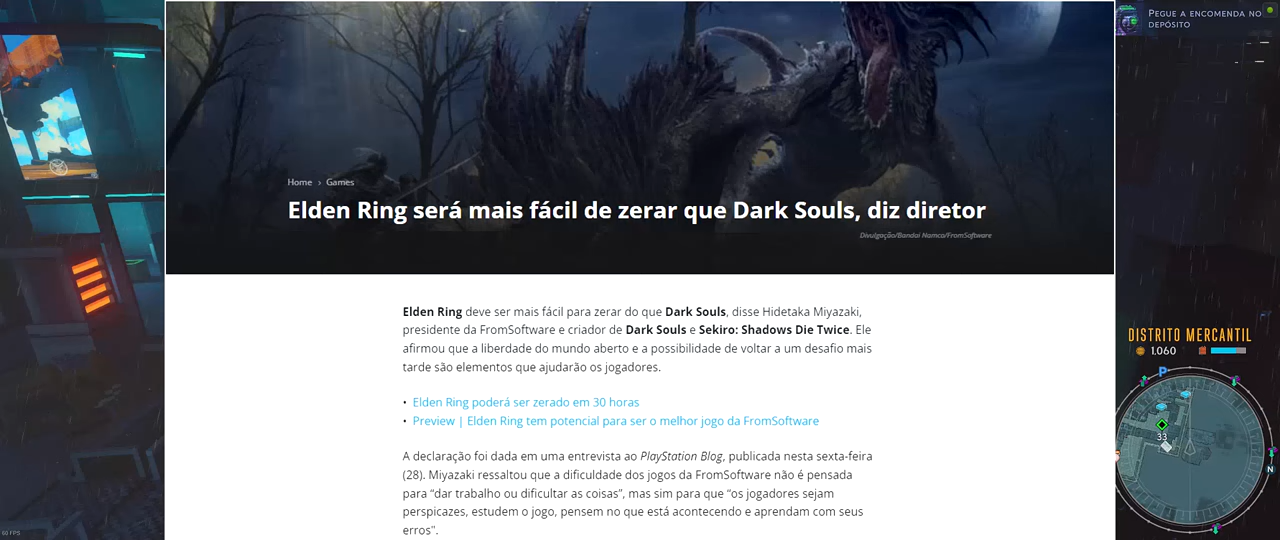 PEGUE A ENCOMENDA NO
DEPÓSITO
Home › Games
Elden Ring será mais fácil de zerar que Dark Souls, diz diretor
Divulgação/Bandai Namco/FromSoftware
Elden Ring deve ser mais fácil para zerar do que Dark Souls, disse Hidetaka Miyazaki,
presidente da FromSoftware e criador de Dark Souls e Sekiro: Shadows Die Twice. Ele
afirmou que a liberdade do mundo aberto e a possibilidade de voltar a um desafio mais
tarde são elementos que ajudarão os jogadores.
• Elden Ring poderá ser zerado em 30 horas
• Preview | Elden Ring tem potencial para ser o melhor jogo da FromSoftware
A declaração foi dada em uma entrevista ao PlayStation Blog, publicada nesta sexta-feira
(28). Miyazaki ressaltou que a dificuldade dos jogos da FromSoftware não é pensada
para “dar trabalho ou dificultar as coisas”, mas sim para que “os jogadores sejam
perspicazes, estudem o jogo, pensem no que está acontecendo e aprendam com seus
erros”.
DISTRITO MERCANTIL
1.060
P
33
N
60 FPS